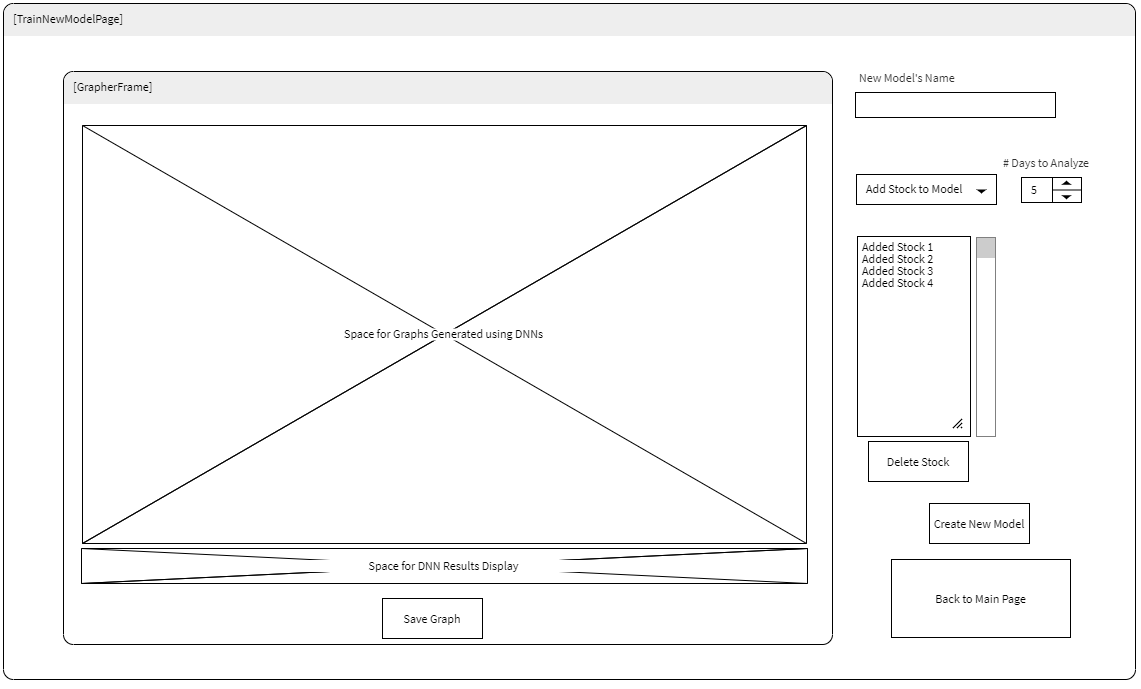 [TrainNewModelPage]
[GrapherFrame]
Space for Graphs Generated using DNNs
Space for DNN Results Display
Save Graph
New Model's Name
# Days to Analyze
Add Stock to Model
5
Added Stock 1
Added Stock 2
Added Stock 3
Added Stock 4
Delete Stock
Create New Model
Back to Main Page